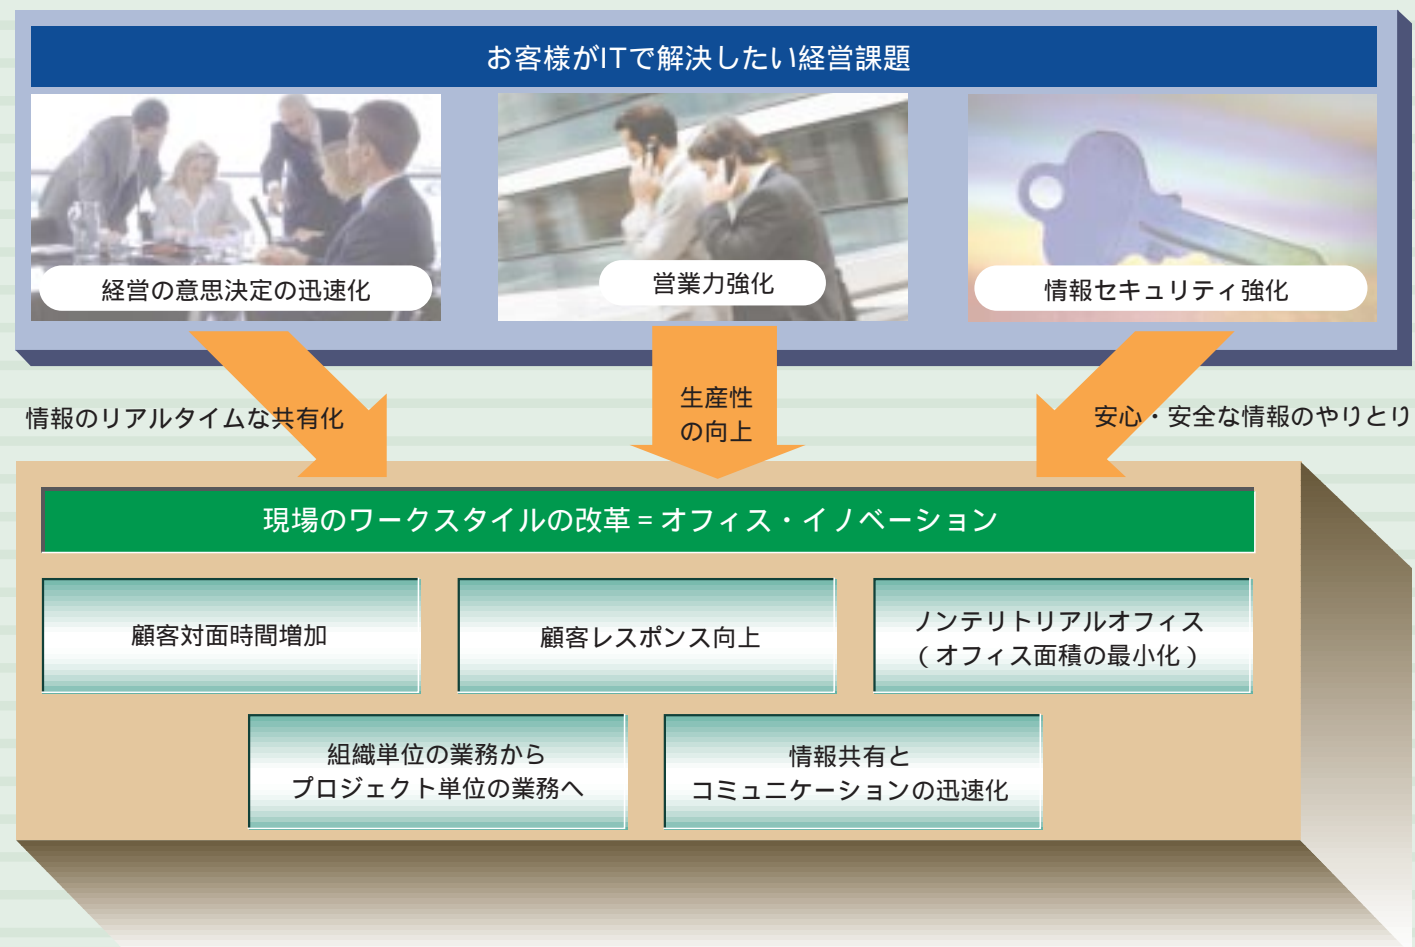 お客様がITで解決したい経営課題
経営の意思決定の迅速化
営業力強化
情報セキュリティ強化
情報のリアルタイムな共有化
生産性
の向上
安心・安全な情報のやりとり
現場のワークスタイルの改革＝オフィス・イノベーション
顧客対面時間増加
顧客レスポンス向上
ノンテリトリアルオフィス
（オフィス面積の最小化）
組織単位の業務から
プロジェクト単位の業務へ
情報共有と
コミュニケーションの迅速化